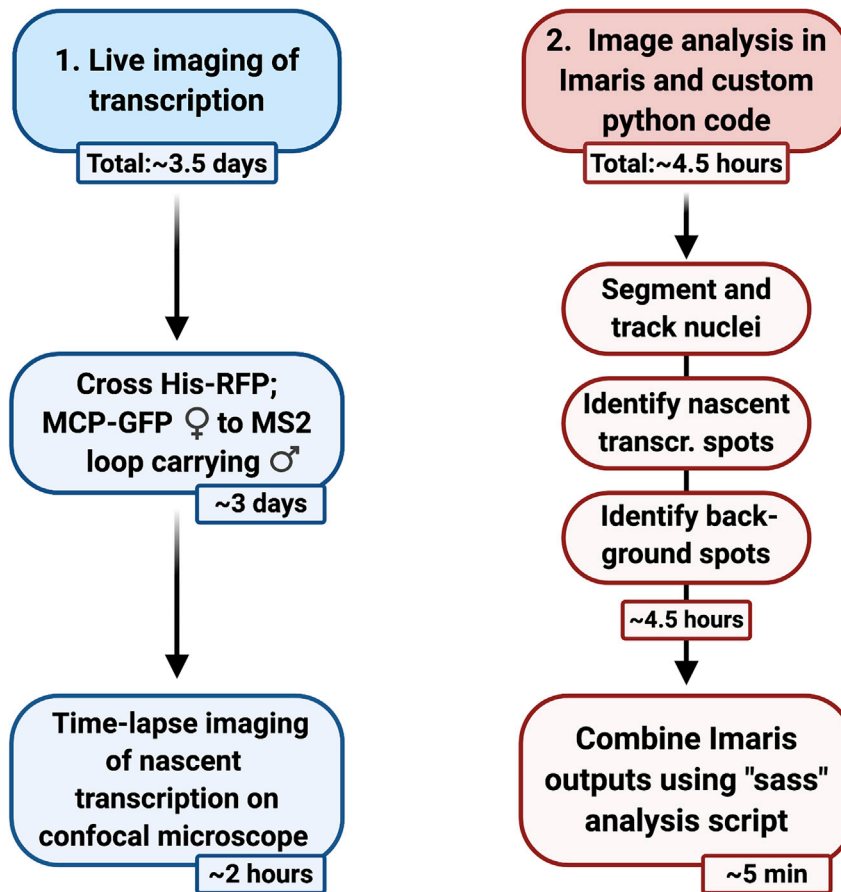 1. Live imaging of
transcription
Total:~3.5 days
Cross His-RFP;
MCP-GFP ♀ to MS2
loop carrying ♂
~3 days
Time-lapse imaging
of nascent
transcription on
confocal microscope
~2 hours
2. Image analysis in
Imaris and custom
python code
Total:~4.5 hours
Segment and
track nuclei
Identify nascent
transcr. spots
Identify back-
ground spots
~4.5 hours
Combine Imaris
outputs using "sass"
analysis script
~5 min